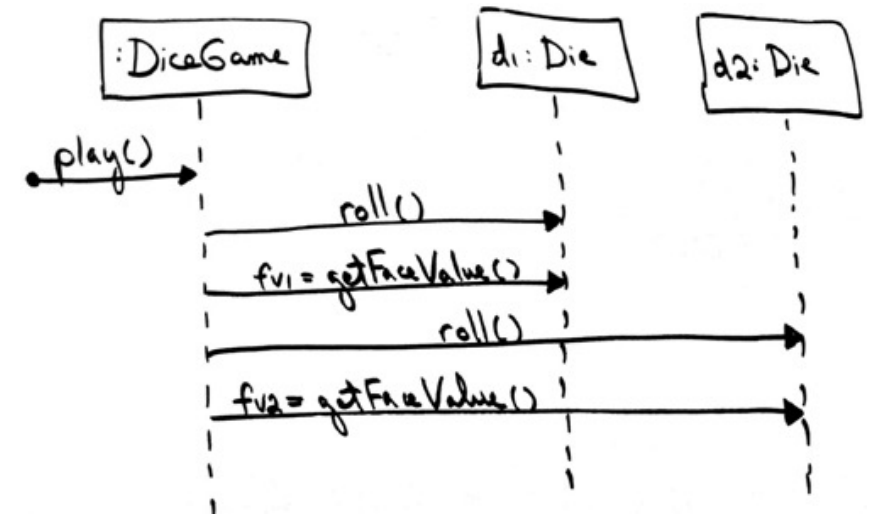 :DiceGame
d1:Die
d2:Die
play()
roll()
fv1 = getFaceValue()
roll()
fv2 = getFaceValue()